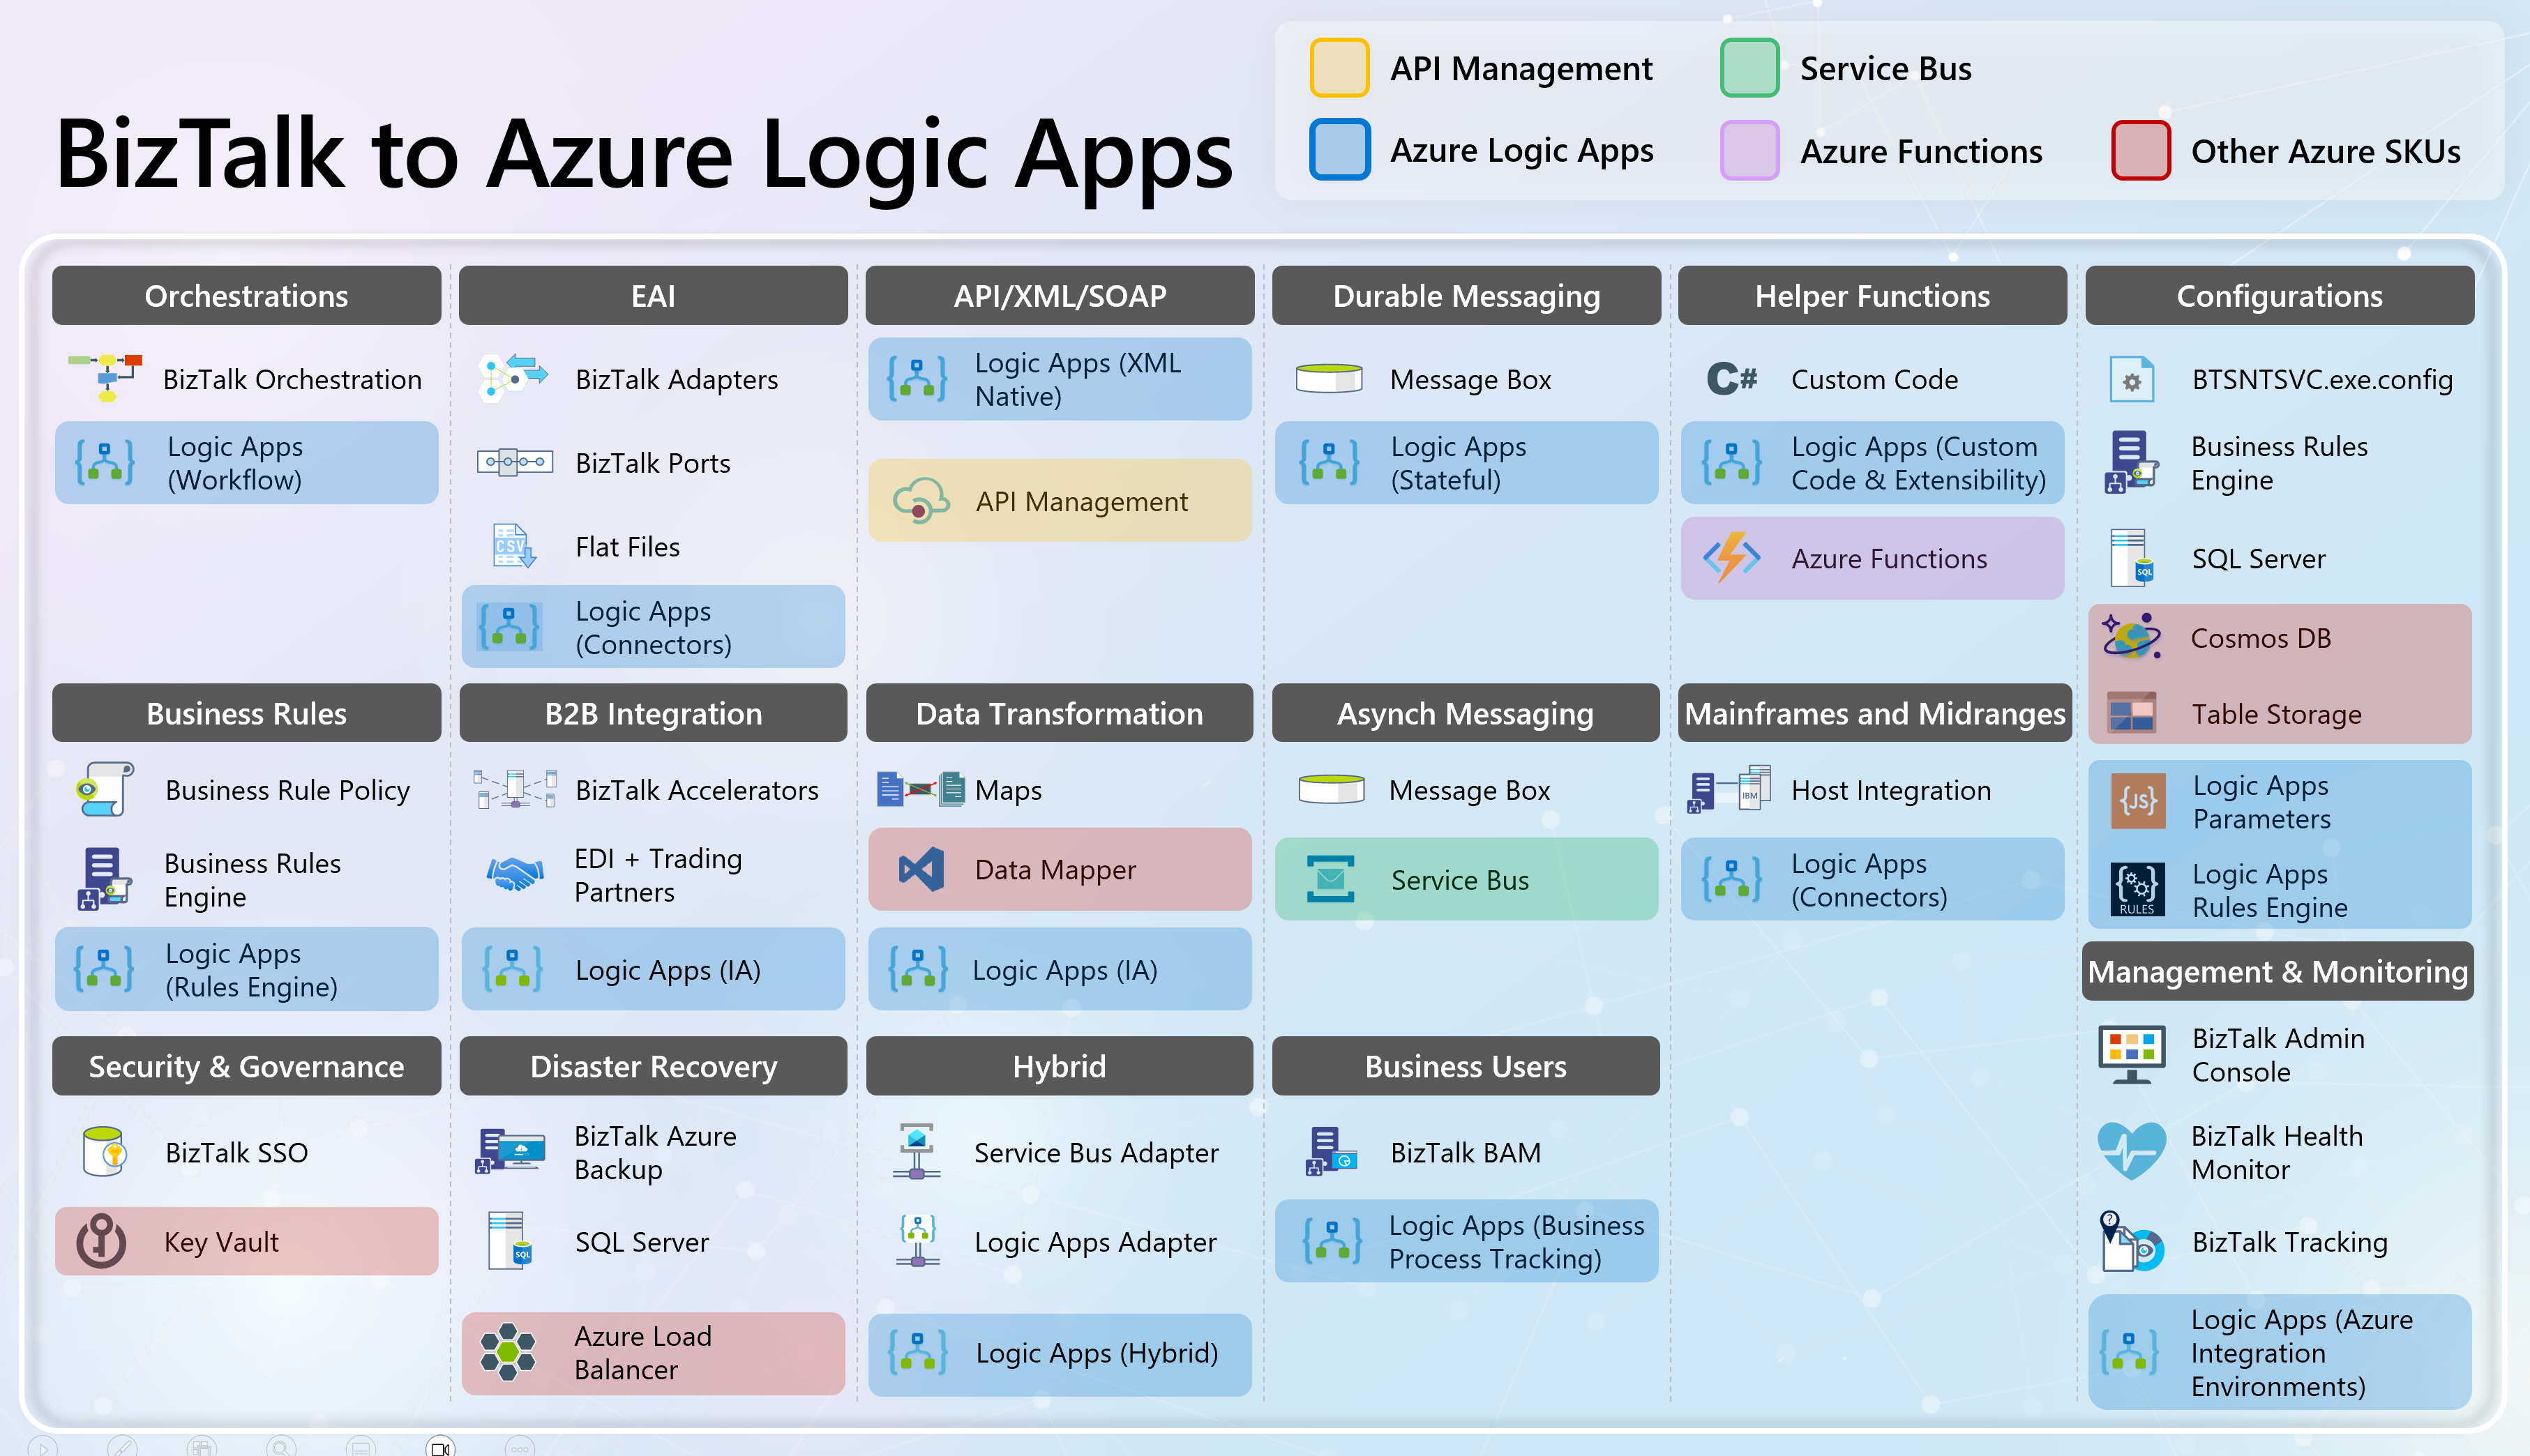 BizTalk to Azure Logic Apps
API Management
Service Bus
Azure Logic Apps
Azure Functions
Other Azure SKUs
Orchestrations
BizTalk Orchestration
Logic Apps
(Workflow)
EAI
BizTalk Adapters
BizTalk Ports
CSV
Flat Files
Logic Apps
(Connectors)
API/XML/SOAP
Logic Apps (XML
Native)
API Management
Durable Messaging
Message Box
Logic Apps
(Stateful)
Helper Functions
C#
Custom Code
Logic Apps (Custom
Code & Extensibility)
Azure Functions
Configurations
BTSNTSVC.exe.config
Business Rules
Engine
SQL
SQL Server
Cosmos DB
Table Storage
{JS}
Logic Apps
Parameters
RULES
Logic Apps
Rules Engine
Business Rules
Business Rule Policy
Business Rules
Engine
Logic Apps
(Rules Engine)
B2B Integration
BizTalk Accelerators
EDI + Trading
Partners
Logic Apps (IA)
Data Transformation
Maps
Data Mapper
Logic Apps (IA)
Asynch Messaging
Message Box
Service Bus
Mainframes and Midranges
IBM
Host Integration
Logic Apps
(Connectors)
Management & Monitoring
BizTalk Admin
Console
BizTalk Health
Monitor
?
BizTalk Tracking
Logic Apps (Azure
Integration
Environments)
Security & Governance
BizTalk SSO
Key Vault
Disaster Recovery
BizTalk Azure
Backup
SQL
SQL Server
Azure Load
Balancer
Hybrid
Service Bus Adapter
Logic Apps Adapter
Logic Apps (Hybrid)
Business Users
BizTalk BAM
Logic Apps (Business
Process Tracking)